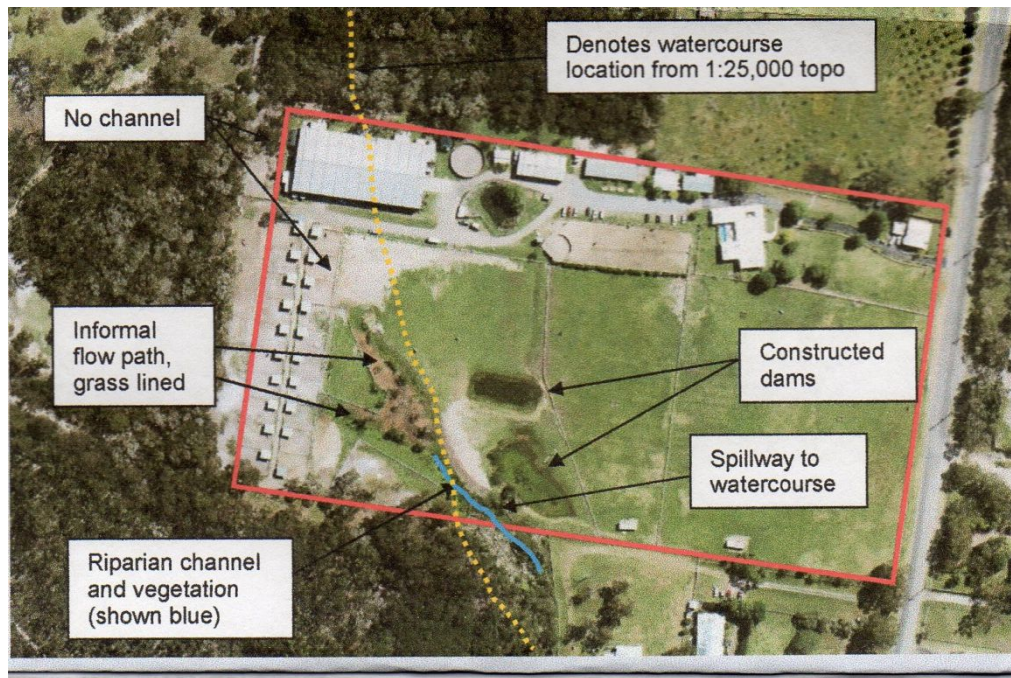 Denotes watercourse
location from 1:25,000 topo
No channel
Informal
flow path,
grass lined
Constructed
dams
Spillway to
watercourse
Riparian channel
and vegetation
(shown blue)